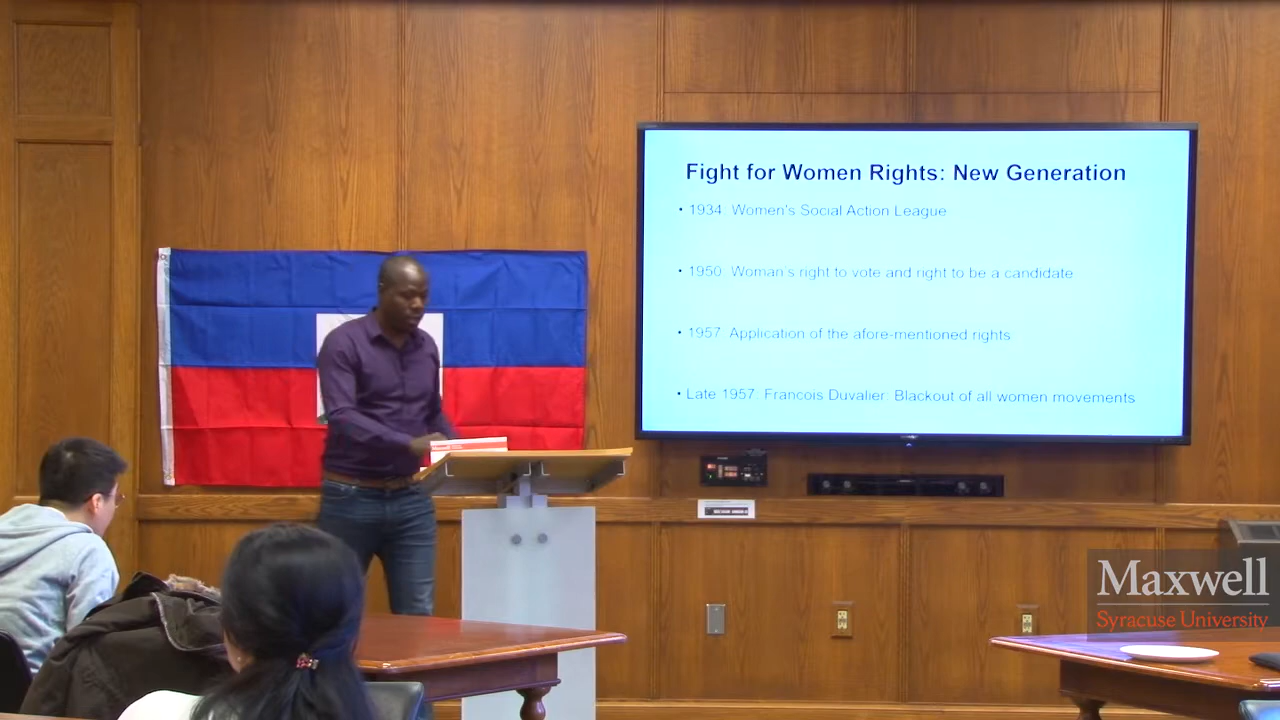 Fight for Women Rights: New Generation
• 1934: Women's Social Action League
• 1950: Woman's right to vote and right to be a candidate
• 1957: Application of the afore-mentioned rights
• Late 1957: Francois Duvalier: Blackout of all women movements
Maxwell
Syracuse University